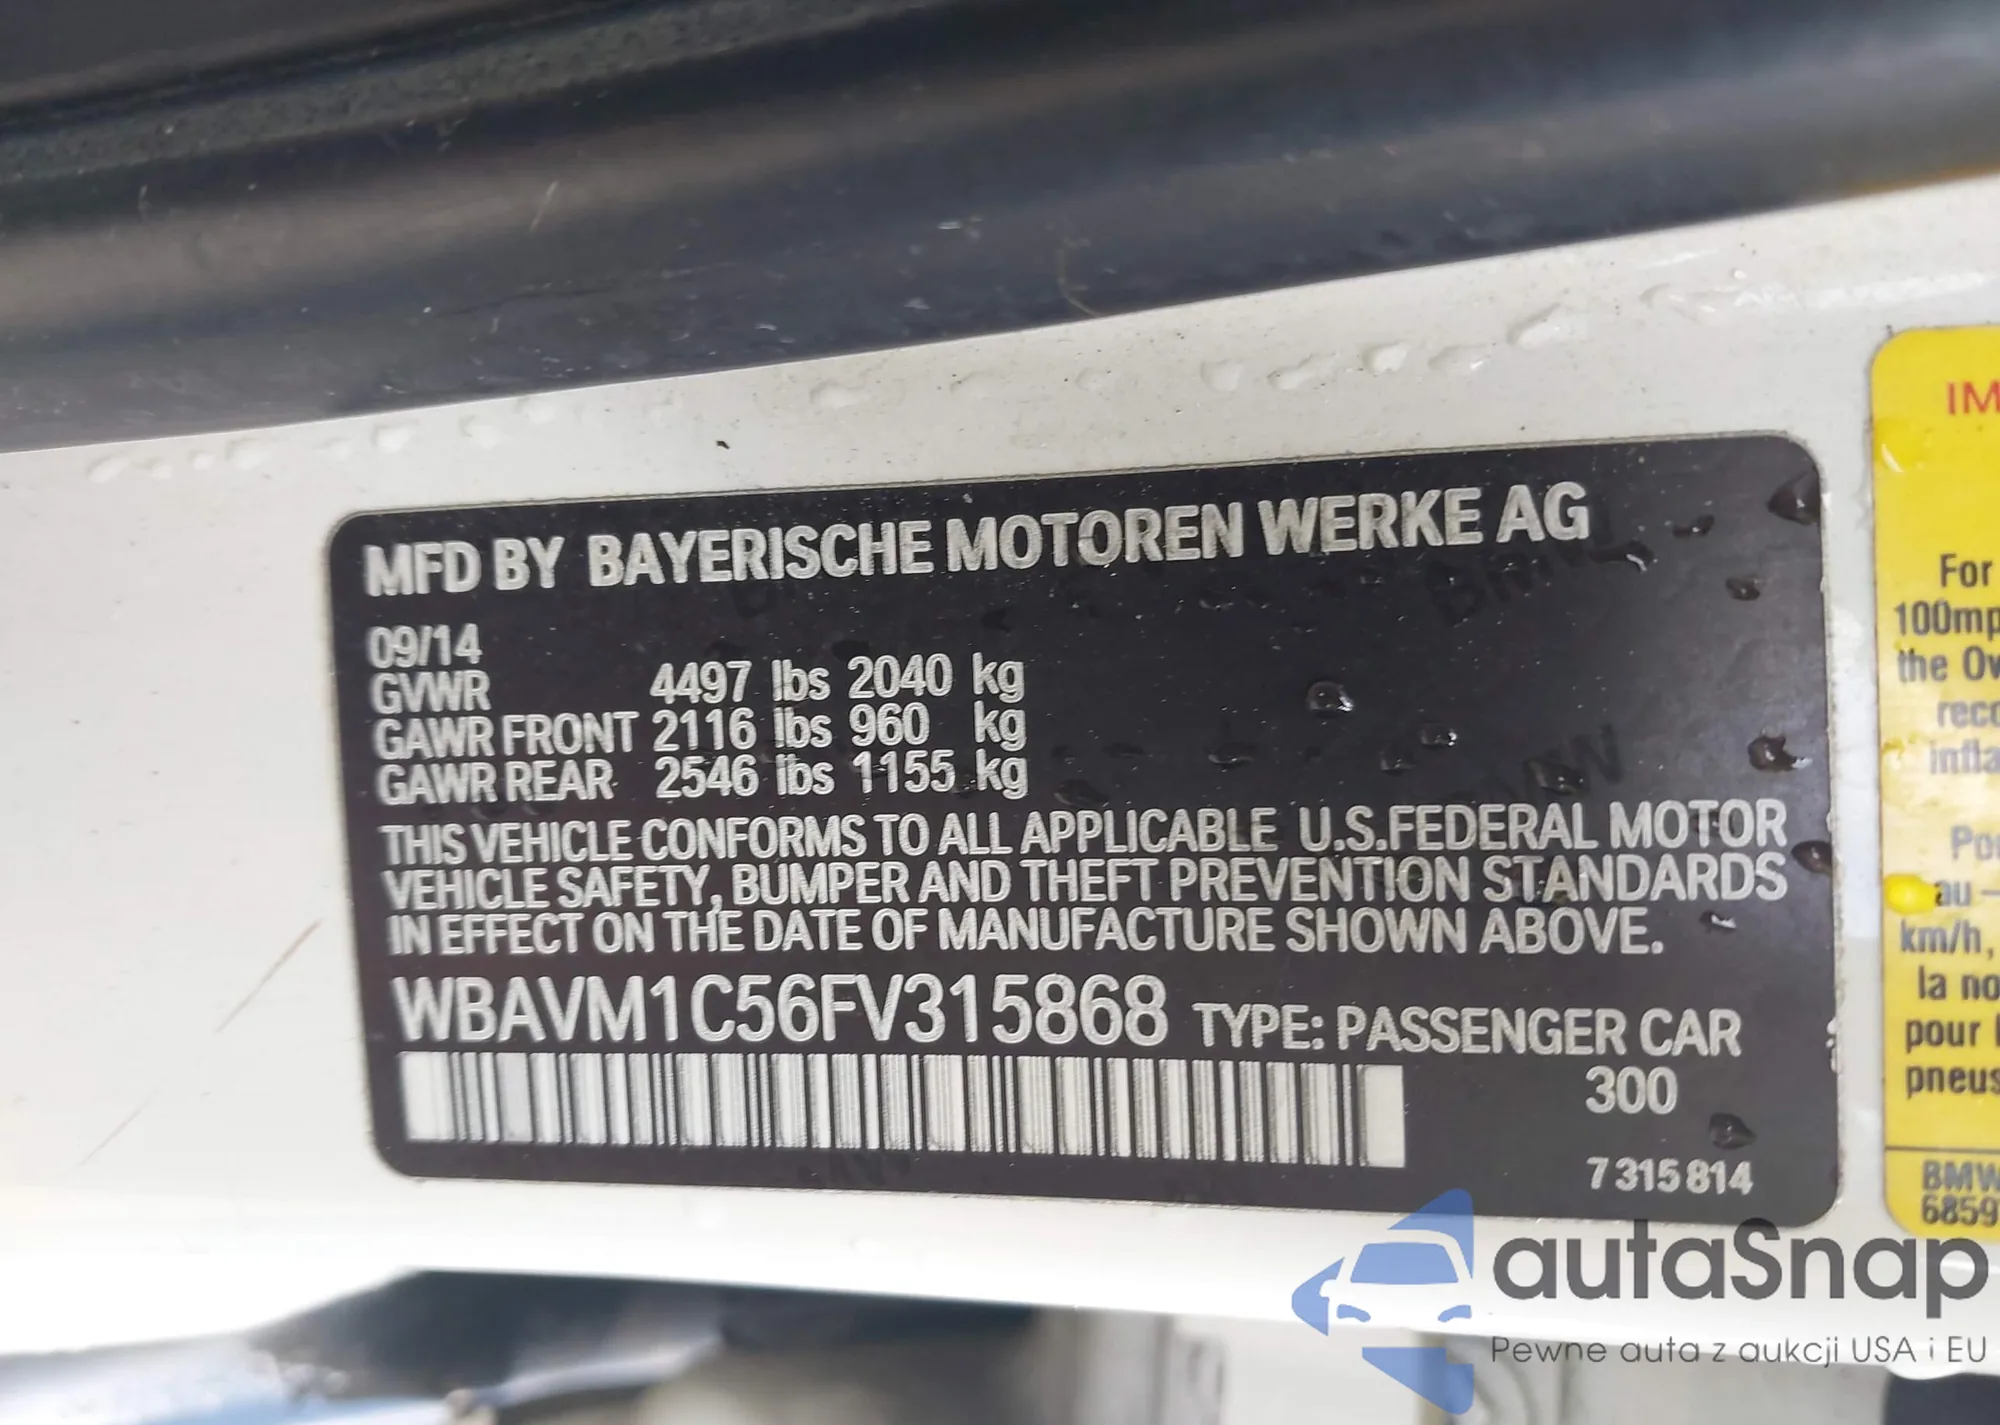 MFD BY BAYERISCHE MOTOREN WERKE AG
09/14
GVWR 4497 lbs 2040 kg
GAWR FRONT 2116 lbs 960 kg
GAWR REAR 2546 lbs 1155 kg
THIS VEHICLE CONFORMS TO ALL APPLICABLE U.S.FEDERAL MOTOR
VEHICLE SAFETY, BUMPER AND THEFT PREVENTION STANDARDS
IN EFFECT ON THE DATE OF MANUFACTURE SHOWN ABOVE.
WBAVM1C56FV315868 TYPE: PASSENGER CAR
300
7 315 814
For
100mp
the Ow
au –
km/h,
la no
pour
pneus
BMW
6859
autaSnap
Pewne auta z aukcji USA i EU